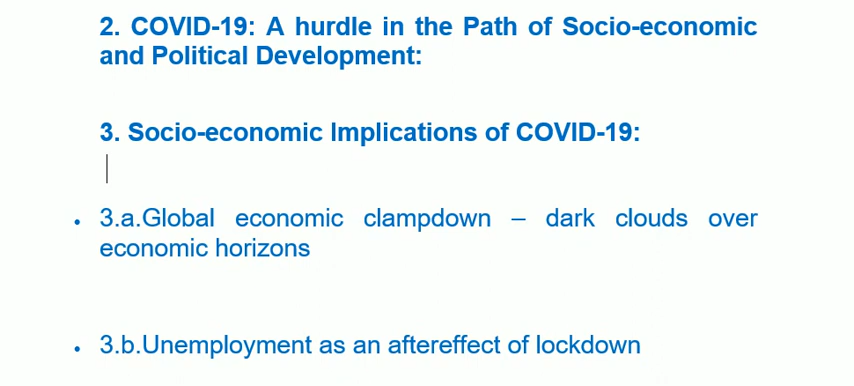 2. COVID-19: A hurdle in the Path of Socio-economic
and Political Development:
3. Socio-economic Implications of COVID-19:
• 3.a.Global economic clampdown – dark clouds over
economic horizons
• 3.b.Unemployment as an aftereffect of lockdown